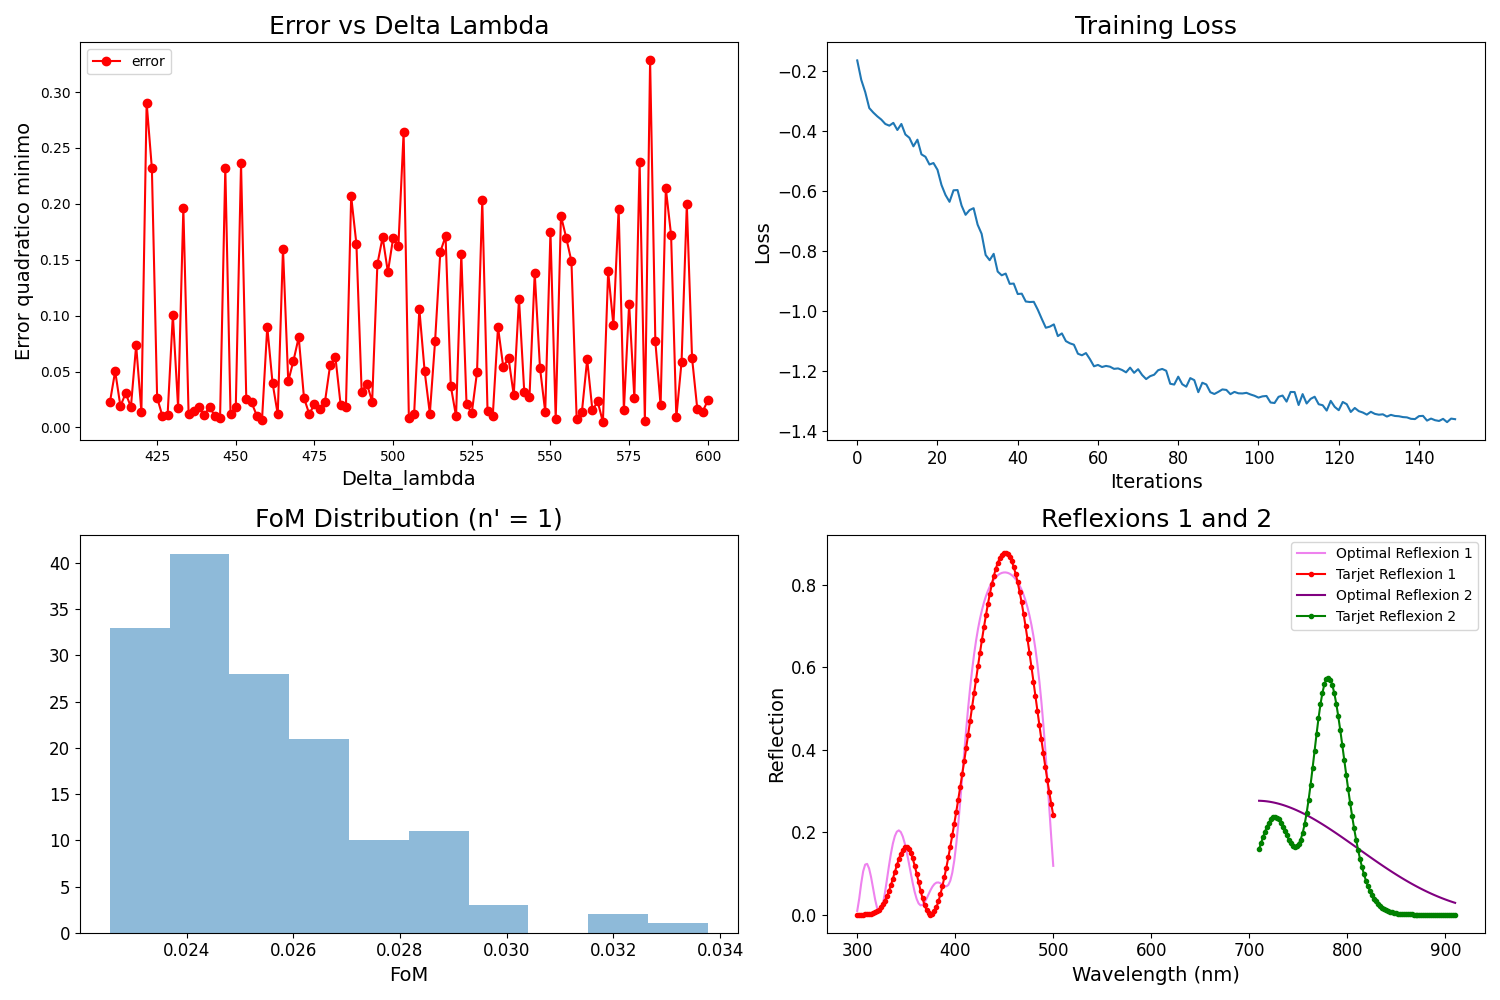 Error vs Delta Lambda
error
Error quadratico minimo
0.30
0.25
0.20
0.15
0.10
0.05
0.00
425 450 475 500 525 550 575 600
Delta_lambda
Training Loss
Loss
−0.2
−0.4
−0.6
−0.8
−1.0
−1.2
−1.4
0 20 40 60 80 100 120 140
Iterations
FoM Distribution (n' = 1)
40
35
30
25
20
15
10
5
0
0.024 0.026 0.028 0.030 0.032 0.034
FoM
Reflexions 1 and 2
Optimal Reflexion 1
Tarjet Reflexion 1
Optimal Reflexion 2
Tarjet Reflexion 2
Reflection
0.8
0.6
0.4
0.2
0.0
300 400 500 600 700 800 900
Wavelength (nm)